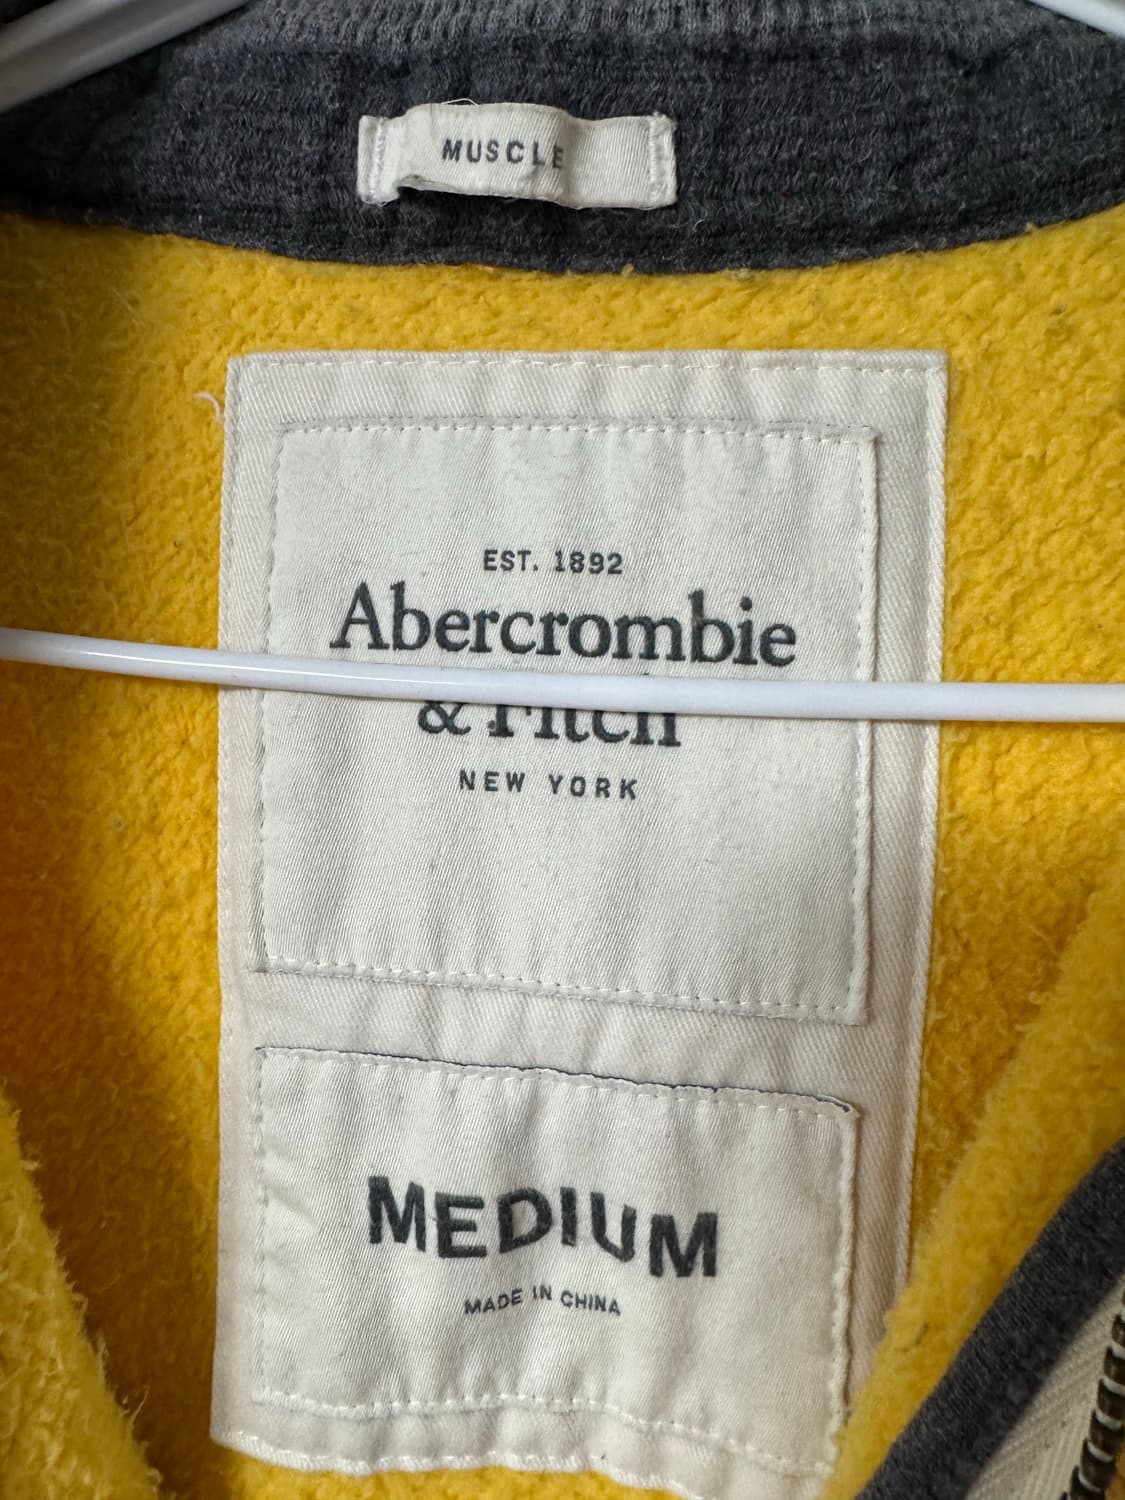 MUSCLE
EST. 1892
Abercrombie
& Fitch
NEW YORK
MEDIUM
MADE IN CHINA